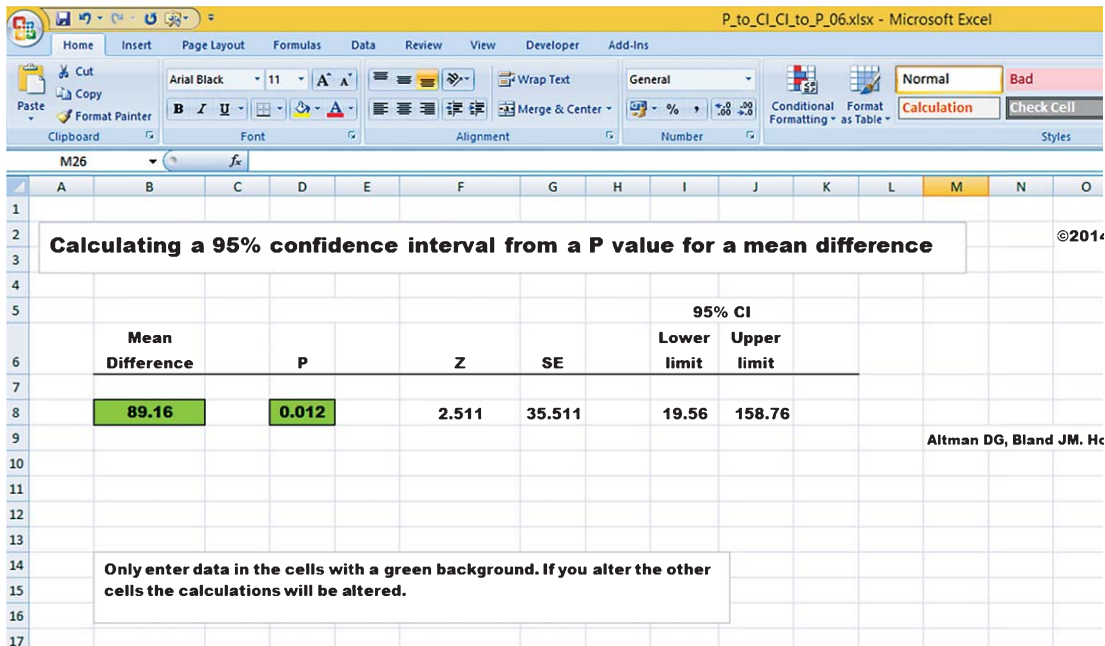 P_to_CI_CI_to_P_06.xlsx - Microsoft Excel
Home Insert Page Layout Formulas Data Review View Developer Add-Ins
Paste
Cut
Copy
Format Painter
Clipboard
Arial Black 11 A A
B I U A
Font
Wrap Text
Merge & Center
Alignment
General
% , .00 .0
Number
Conditional Formatting
Format as Table
Normal Bad
Calculation Check Cell
Styles
M26 fx
A B C D E F G H I J K L M N O
1
2 Calculating a 95% confidence interval from a P value for a mean difference ©2014
3
4
5 95% CI
Mean Lower Upper
6 Difference P Z SE limit limit
7
8 89.16 0.012 2.511 35.511 19.56 158.76
9 Altman DG, Bland JM.
10
11
12
13
14 Only enter data in the cells with a green background. If you alter the other
15 cells the calculations will be altered.
16
17